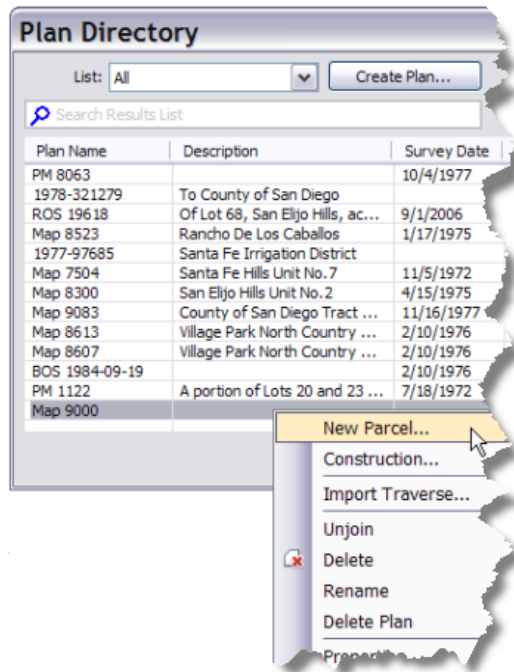 Plan Directory
List: All Create Plan...
Search Results List
Plan Name Description Survey Date
PM 8063 10/4/1977
1978-321279 To County of San Diego
ROS 19618 Of Lot 68, San Elijo Hills, ac... 9/1/2006
Map 8523 Rancho De Los Caballos 1/17/1975
1977-97685 Santa Fe Irrigation District
Map 7504 Santa Fe Hills Unit No.7 11/5/1972
Map 8300 San Elijo Hills Unit No.2 4/15/1975
Map 9083 County of San Diego Tract ... 11/16/1977
Map 8613 Village Park North Country ... 2/10/1976
Map 8607 Village Park North Country ... 2/10/1976
BOS 1984-09-19 2/10/1976
PM 1122 A portion of Lots 20 and 23 ... 7/18/1972
Map 9000
New Parcel...
Construction...
Import Traverse...
Unjoin
Delete
Rename
Delete Plan